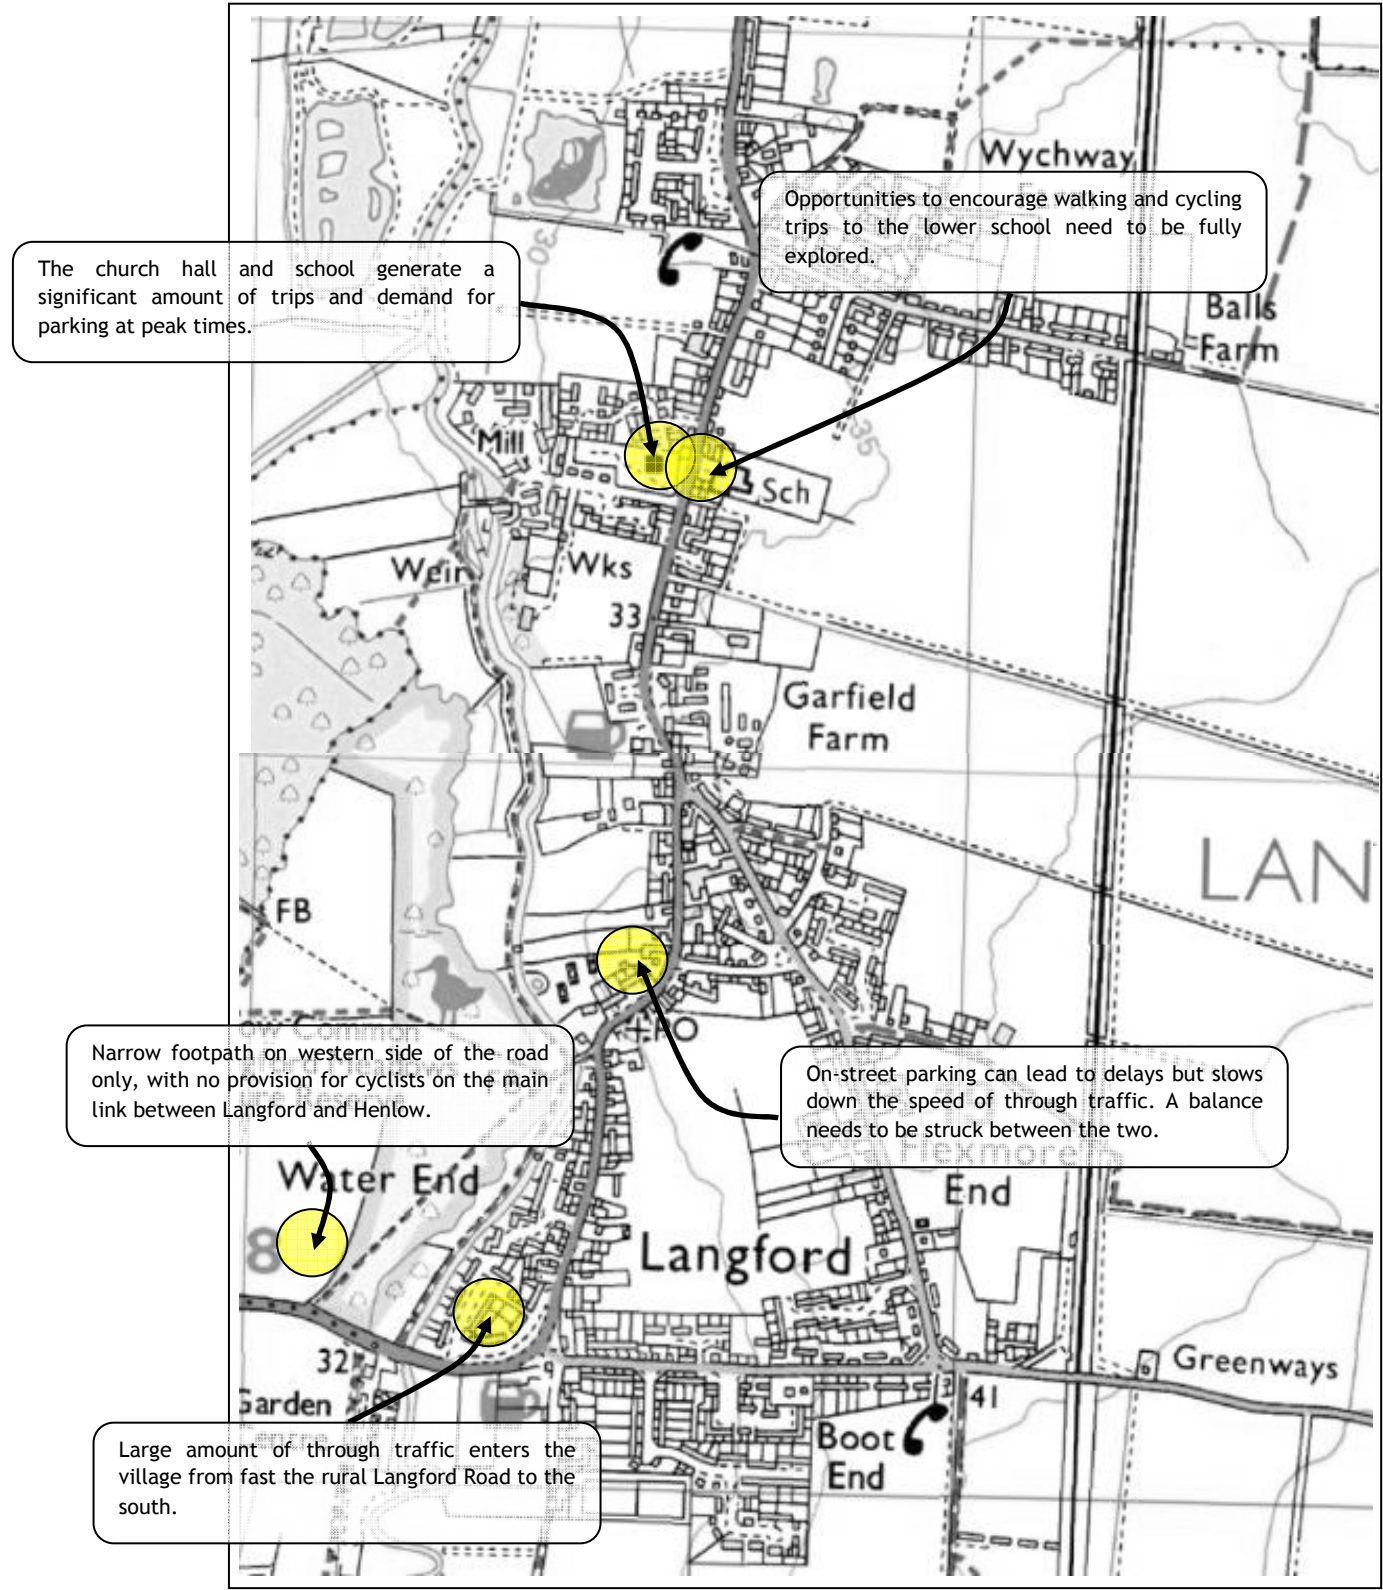 Wychway
Opportunities to encourage walking and cycling
trips to the lower school need to be fully
explored.
30
The church hall and school generate a
significant amount of trips and demand for
parking at peak times.
Balls
Farm
35
Mill
Sch
Weir
Wks
33
Garfield
Farm
LAN
FB
PO
Narrow footpath on western side of the road
only, with no provision for cyclists on the main
link between Langford and Henlow.
On-street parking can lead to delays but slows
down the speed of through traffic. A balance
needs to be struck between the two.
Flexmore
End
Water End
8
Langford
32
Greenways
Garden
41
Boot
End
Large amount of through traffic enters the
village from fast the rural Langford Road to the
south.